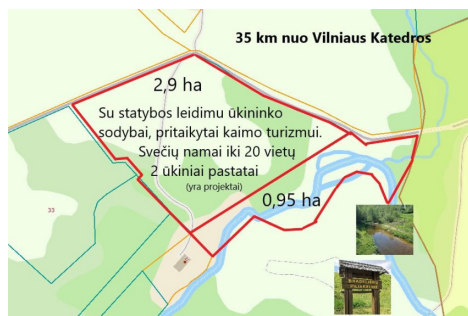 35 km nuo Vilniaus Katedros
2,9 ha
Su statybos leidimu ūkininko
sodybai, pritaikytai kaimo turizmui.
Svečių namai iki 20 vietų
2 ūkiniai pastatai
(yra projektai)
0,95 ha
33